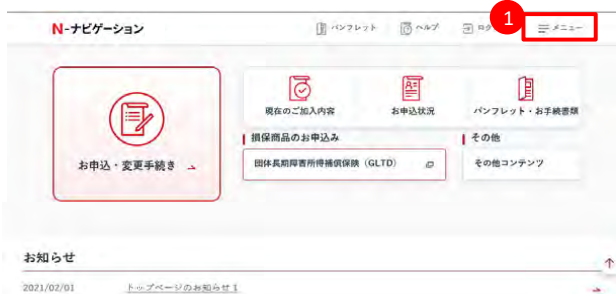 N-ナビゲーション
パンフレット
ヘルプ
1
メニュー
お申込・変更手続き
現在のご加入内容
お申込状況
パンフレット・お手続書類
損保商品のお申込み
団体長期障害所得補償保険（GLTD）
その他
その他コンテンツ
お知らせ
2021/02/01 トップページのお知らせ1